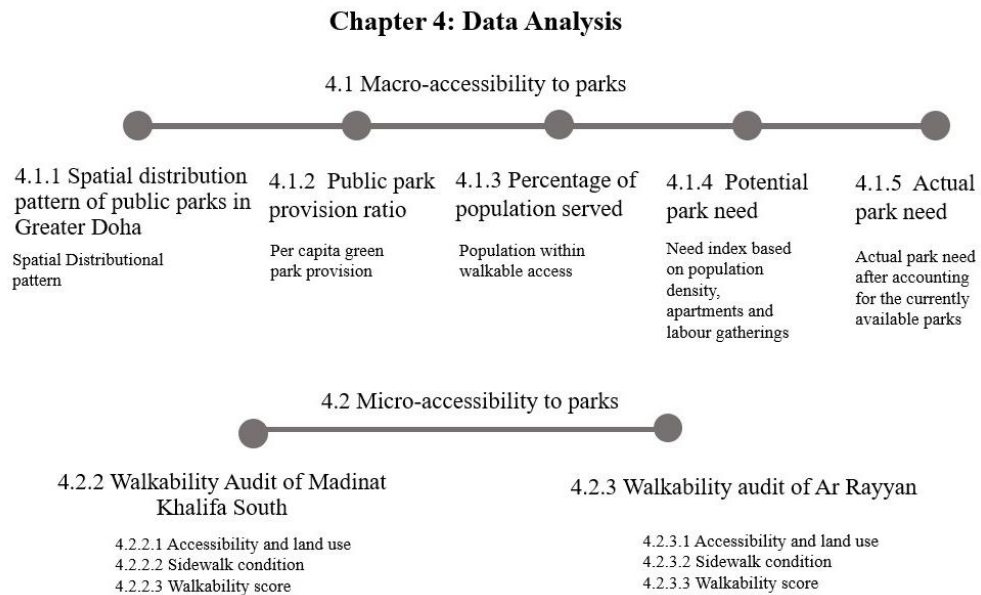 Chapter 4: Data Analysis
4.1 Macro-accessibility to parks
4.1.1 Spatial distribution
pattern of public parks in
Greater Doha
Spatial Distributional
pattern
4.1.2 Public park
provision ratio
Per capita green
park provision
4.1.3 Percentage of
population served
Population within
walkable access
4.1.4 Potential
park need
Need index based
on population
density,
apartments and
labour gatherings
4.1.5 Actual
park need
Actual park need
after accounting
for the currently
available parks
4.2 Micro-accessibility to parks
4.2.2 Walkability Audit of Madinat
Khalifa South
4.2.2.1 Accessibility and land use
4.2.2.2 Sidewalk condition
4.2.2.3 Walkability score
4.2.3 Walkability audit of Ar Rayyan
4.2.3.1 Accessibility and land use
4.2.3.2 Sidewalk condition
4.2.3.3 Walkability score